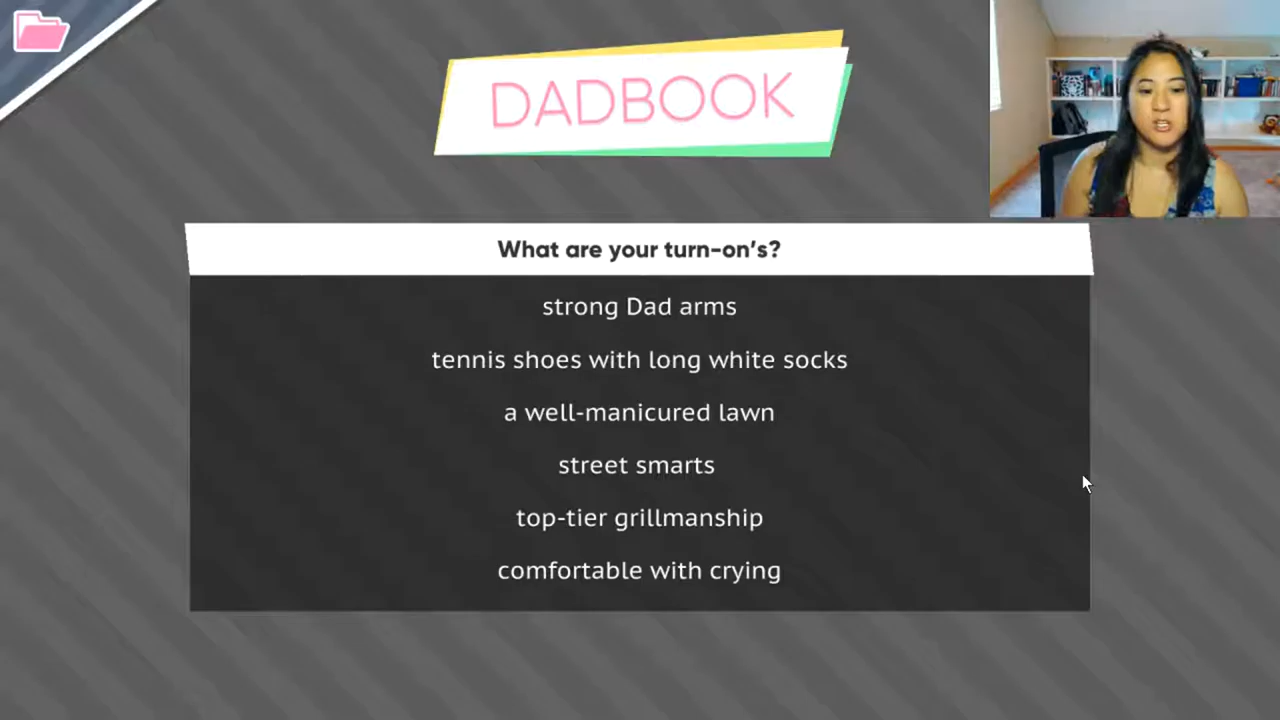 DADBOOK
What are your turn-on's?
strong Dad arms
tennis shoes with long white socks
a well-manicured lawn
street smarts
top-tier grillmanship
comfortable with crying